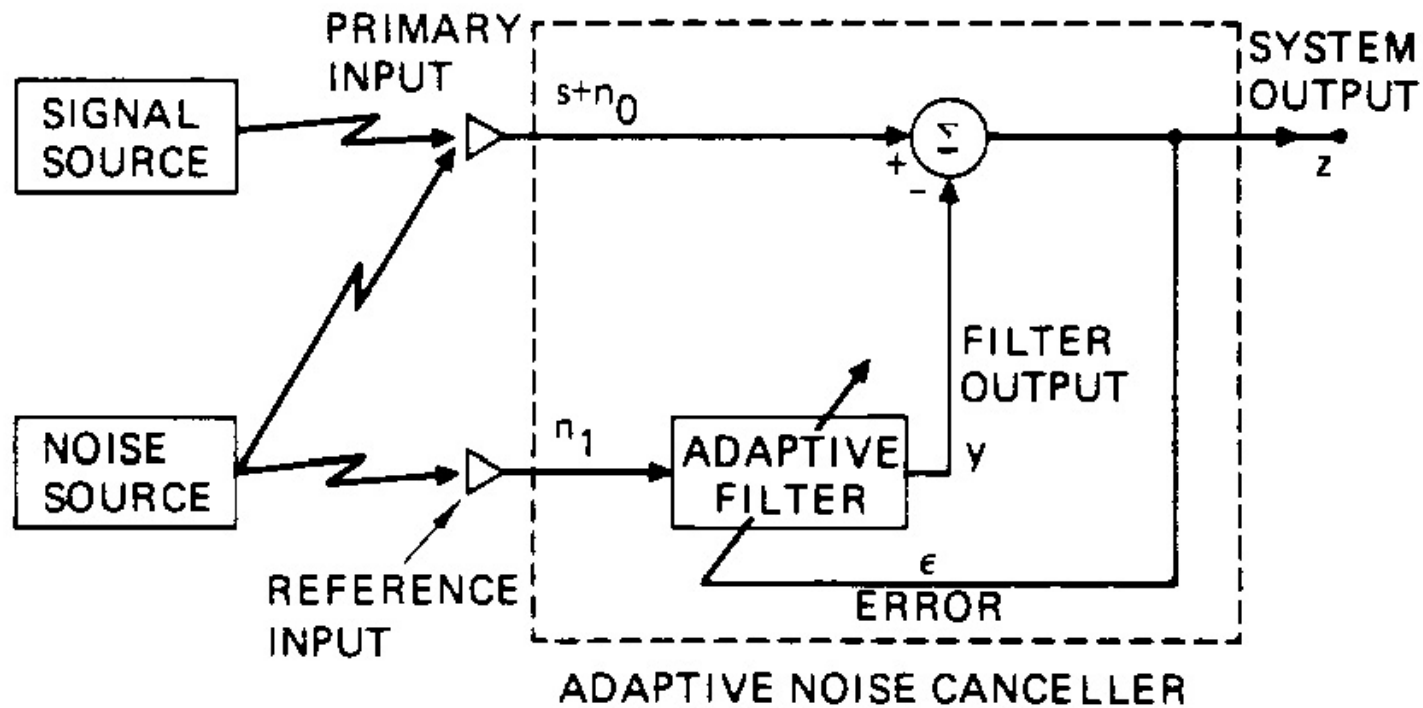 PRIMARY
INPUT
SYSTEM
OUTPUT
SIGNAL
SOURCE
s+n0
Σ
+
-
z
FILTER
OUTPUT
NOISE
SOURCE
n1
ADAPTIVE
FILTER
y
REFERENCE
INPUT
ϵ
ERROR
ADAPTIVE NOISE CANCELLER